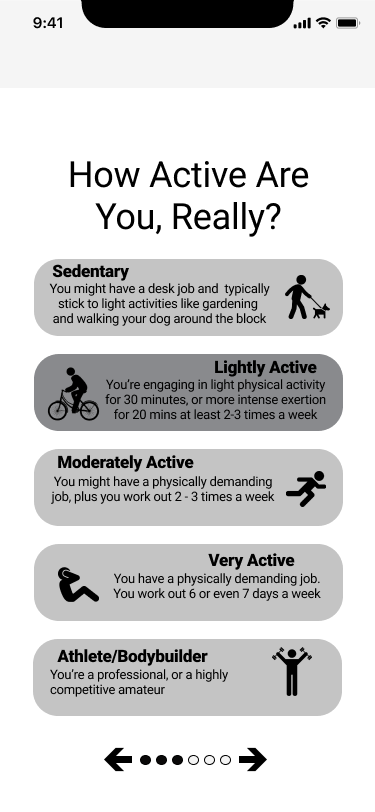 9:41
How Active Are
You, Really?
Sedentary
You might have a desk job and typically
stick to light activities like gardening
and walking your dog around the block
Lightly Active
You're engaging in light physical activity
for 30 minutes, or more intense exertion
for 20 mins at least 2-3 times a week
Moderately Active
You might have a physically demanding
job, plus you work out 2 - 3 times a week
Very Active
You have a physically demanding job.
You work out 6 or even 7 days a week
Athlete/Bodybuilder
You're a professional, or a highly
competitive amateur